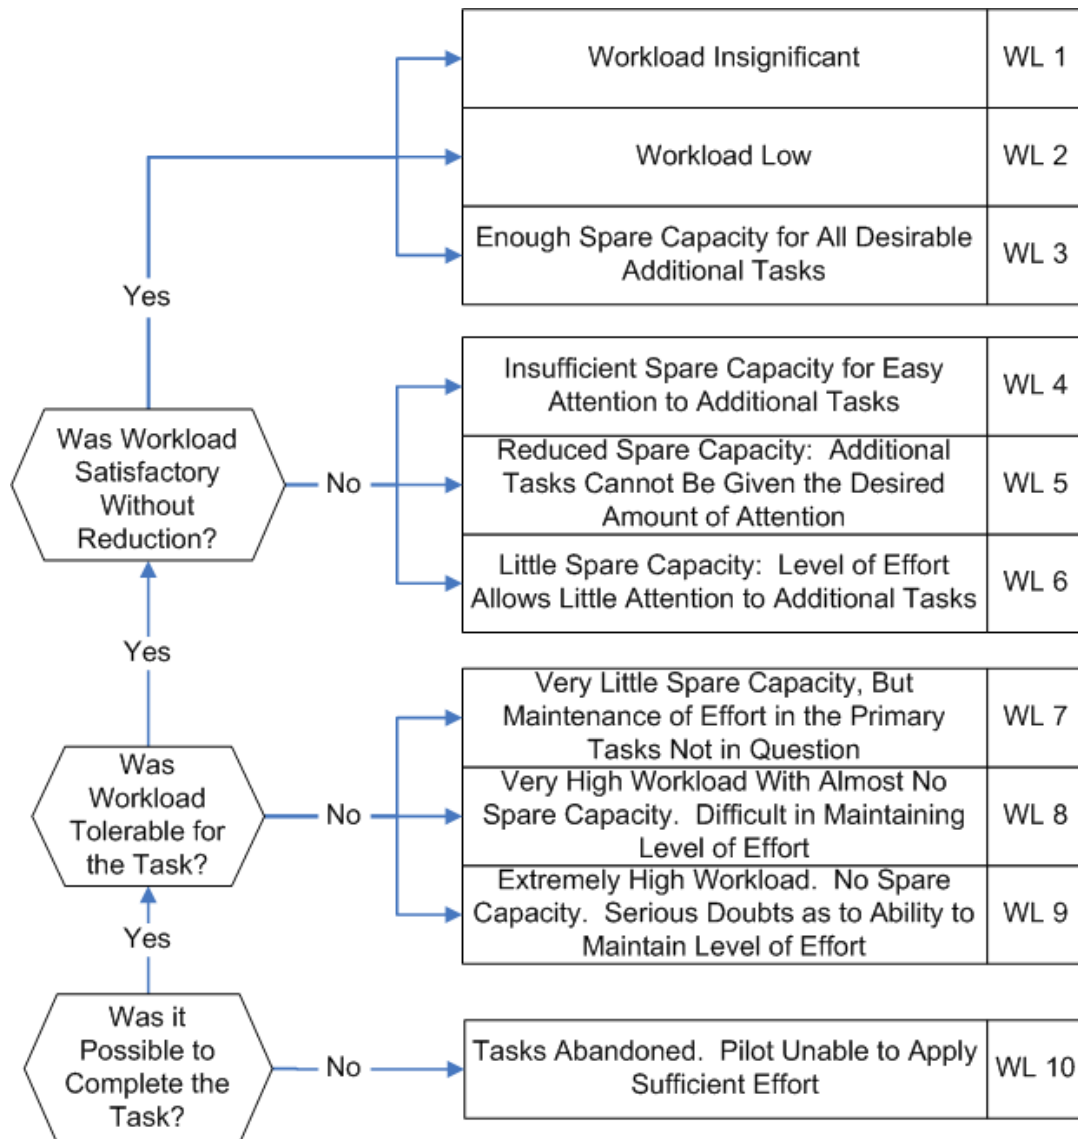 Workload Insignificant
WL 1
Workload Low
WL 2
Enough Spare Capacity for All Desirable
Additional Tasks
WL 3
Yes
Was Workload
Satisfactory
Without
Reduction?
No
Insufficient Spare Capacity for Easy
Attention to Additional Tasks
WL 4
Reduced Spare Capacity: Additional
Tasks Cannot Be Given the Desired
Amount of Attention
WL 5
Little Spare Capacity: Level of Effort
Allows Little Attention to Additional Tasks
WL 6
Yes
Was
Workload
Tolerable for
the Task?
No
Very Little Spare Capacity, But
Maintenance of Effort in the Primary
Tasks Not in Question
WL 7
Very High Workload With Almost No
Spare Capacity. Difficult in Maintaining
Level of Effort
WL 8
Extremely High Workload. No Spare
Capacity. Serious Doubts as to Ability to
Maintain Level of Effort
WL 9
Yes
Was it
Possible to
Complete the
Task?
No
Tasks Abandoned. Pilot Unable to Apply
Sufficient Effort
WL 10